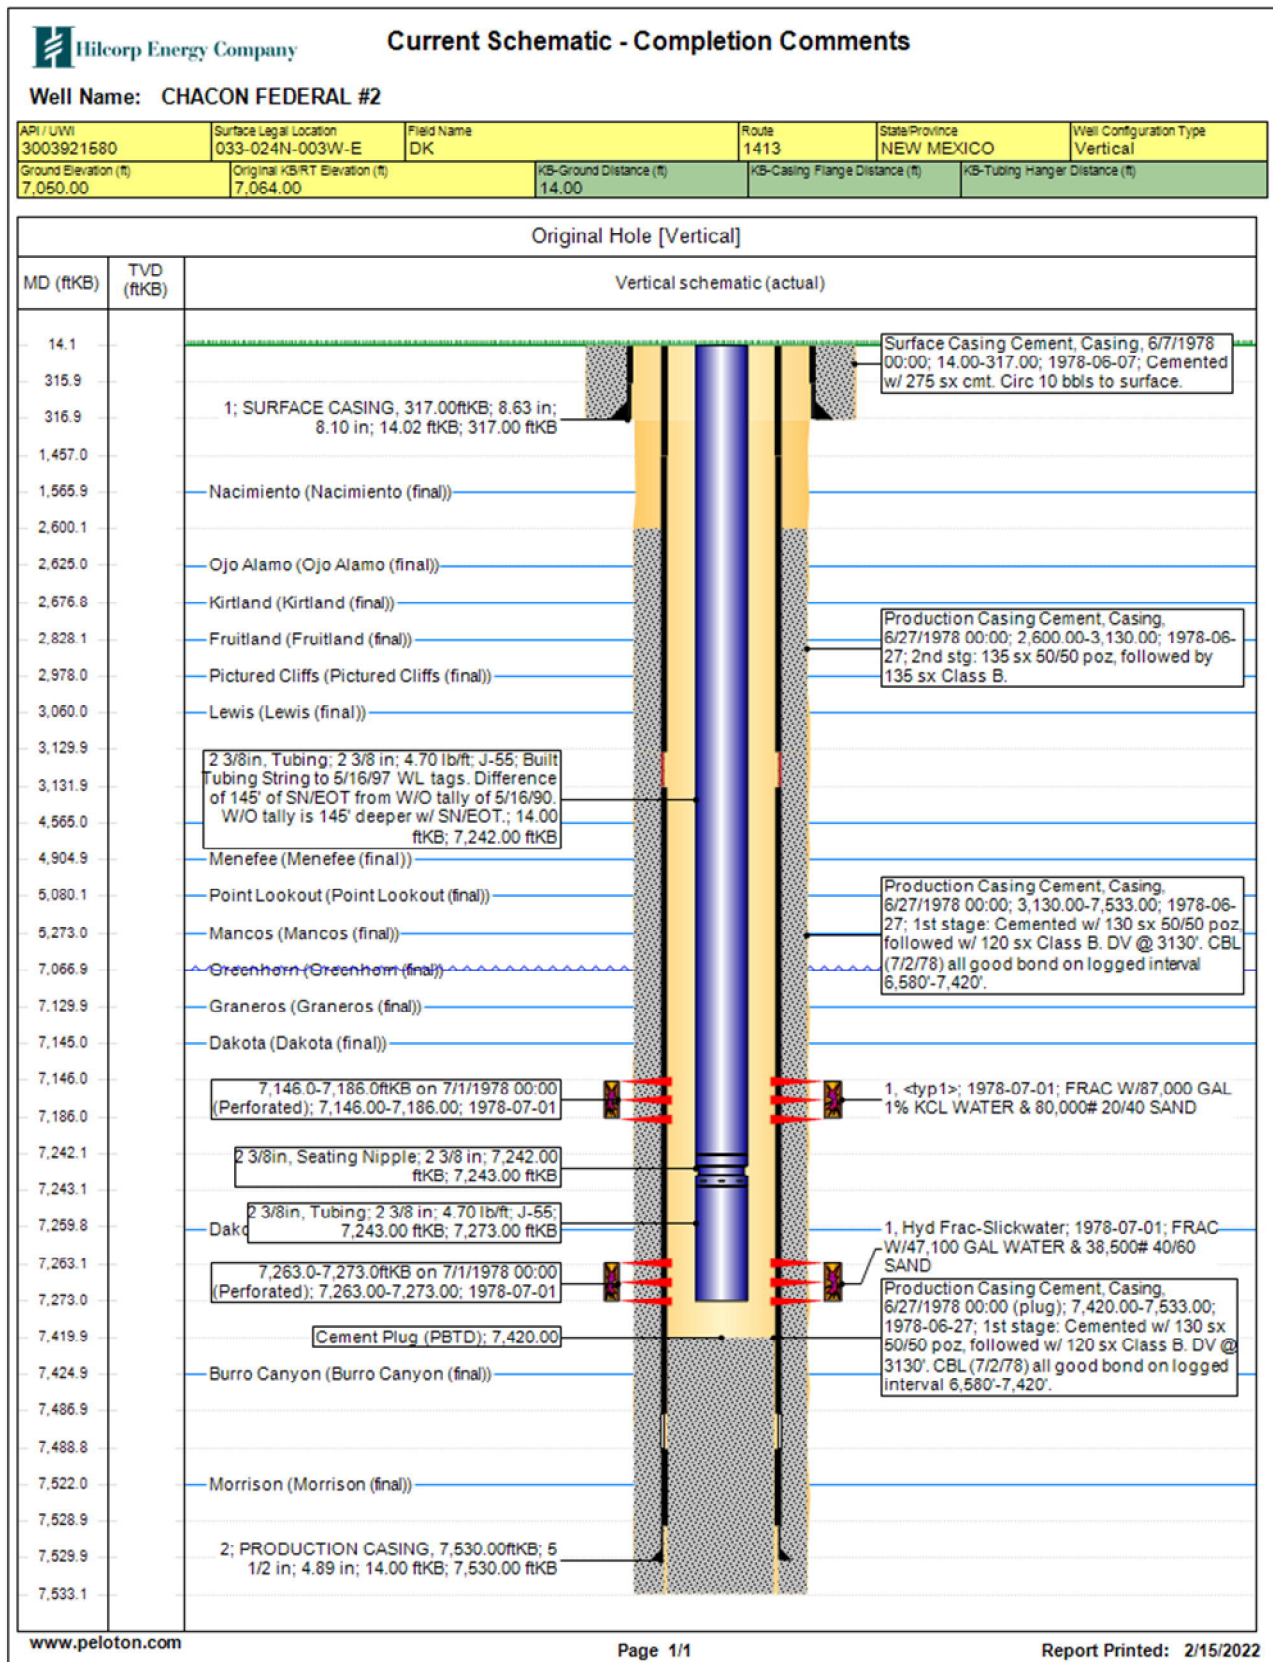 Hilcorp Energy Company
Current Schematic - Completion Comments
Well Name: CHACON FEDERAL #2
API / UWI
3003921580
Surface Legal Location
033-024N-003W-E
Field Name
DK
Route
1413
State/Province
NEW MEXICO
Well Configuration Type
Vertical
Ground Elevation (ft)
7,050.00
Original KB/RT Elevation (ft)
7,064.00
KB-Ground Distance (ft)
14.00
KB-Casing Flange Distance (ft)
KB-Tubing Hanger Distance (ft)
Original Hole [Vertical]
MD (ftKB)
TVD
(ftKB)
Vertical schematic (actual)
14.1
Surface Casing Cement, Casing, 6/7/1978
00:00; 14.00-317.00; 1978-06-07; Cemented
w/ 275 sx cmt. Circ 10 bbls to surface.
315.9
316.9
1; SURFACE CASING, 317.00ftKB; 8.63 in;
8.10 in; 14.02 ftKB; 317.00 ftKB
1,457.0
1,565.9
Nacimiento (Nacimiento (final))
2,600.1
2,625.0
Ojo Alamo (Ojo Alamo (final))
2,676.8
Kirtland (Kirtland (final))
2,828.1
Fruitland (Fruitland (final))
Production Casing Cement, Casing,
6/27/1978 00:00; 2,600.00-3,130.00; 1978-06-
27; 2nd stg: 135 sx 50/50 poz, followed by
135 sx Class B.
2,978.0
Pictured Cliffs (Pictured Cliffs (final))
3,060.0
Lewis (Lewis (final))
3,129.9
3,131.9
2 3/8in, Tubing; 2 3/8 in; 4.70 lb/ft; J-55; Built
Tubing String to 5/16/97 WL tags. Difference
of 145' of SN/EOT from W/O tally of 5/16/90.
W/O tally is 145' deeper w/ SN/EOT.; 14.00
ftKB; 7,242.00 ftKB
4,565.0
4,904.9
Menefee (Menefee (final))
5,080.1
Point Lookout (Point Lookout (final))
Production Casing Cement, Casing,
6/27/1978 00:00; 3,130.00-7,533.00; 1978-06-
27; 1st stage: Cemented w/ 130 sx 50/50 poz,
followed w/ 120 sx Class B. DV @ 3130'. CBL
(7/2/78) all good bond on logged interval
6,580'-7,420'.
5,273.0
Mancos (Mancos (final))
7,066.9
Greenhorn (Greenhorn (final))
7,129.9
Graneros (Graneros (final))
7,145.0
Dakota (Dakota (final))
7,146.0
7,146.0-7,186.0ftKB on 7/1/1978 00:00
(Perforated); 7,146.00-7,186.00; 1978-07-01
1, <typ1>; 1978-07-01; FRAC W/87,000 GAL
1% KCL WATER & 80,000# 20/40 SAND
7,186.0
7,242.1
2 3/8in, Seating Nipple; 2 3/8 in; 7,242.00
ftKB; 7,243.00 ftKB
7,243.1
2 3/8in, Tubing; 2 3/8 in; 4.70 lb/ft; J-55;
7,243.00 ftKB; 7,273.00 ftKB
7,259.8
1, Hyd Frac-Slickwater; 1978-07-01; FRAC
W/47,100 GAL WATER & 38,500# 40/60
SAND
7,263.1
7,263.0-7,273.0ftKB on 7/1/1978 00:00
(Perforated); 7,263.00-7,273.00; 1978-07-01
7,273.0
Production Casing Cement, Casing,
6/27/1978 00:00 (plug); 7,420.00-7,533.00;
1978-06-27; 1st stage: Cemented w/ 130 sx
50/50 poz, followed w/ 120 sx Class B. DV @
3130'. CBL (7/2/78) all good bond on logged
interval 6,580'-7,420'.
7,419.9
Cement Plug (PBTD); 7,420.00
7,424.9
Burro Canyon (Burro Canyon (final))
7,486.9
7,488.8
7,522.0
Morrison (Morrison (final))
7,528.9
7,529.9
2; PRODUCTION CASING, 7,530.00ftKB; 5
1/2 in; 4.89 in; 14.00 ftKB; 7,530.00 ftKB
7,533.1
www.peloton.com
Page 1/1
Report Printed: 2/15/2022